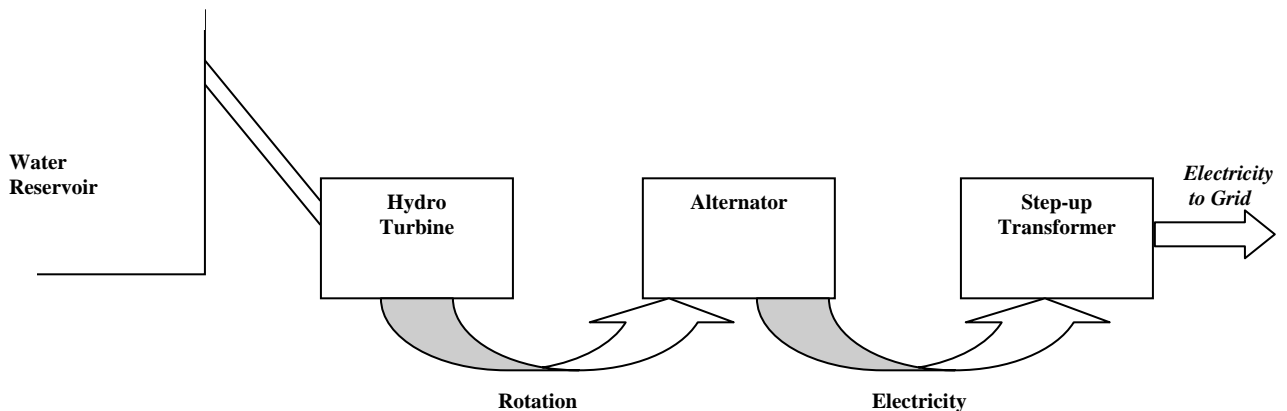 Water
Reservoir
Hydro
Turbine
Alternator
Step-up
Transformer
Electricity
to Grid
Rotation
Electricity